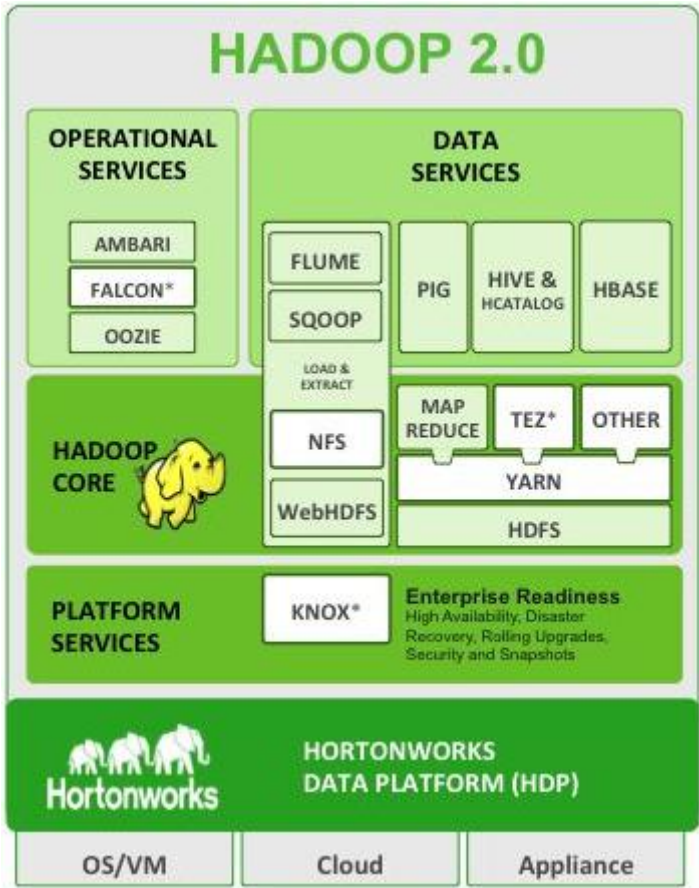 HADOOP 2.0
OPERATIONAL
SERVICES
AMBARI
FALCON*
OOZIE
DATA
SERVICES
FLUME
SQOOP
LOAD &
EXTRACT
NFS
WebHDFS
PIG
HIVE &
HCATALOG
HBASE
HADOOP
CORE
MAP
REDUCE
TEZ*
OTHER
YARN
HDFS
PLATFORM
SERVICES
KNOX*
Enterprise Readiness
High Availability, Disaster
Recovery, Rolling Upgrades,
Security and Snapshots
Hortonworks
HORTONWORKS
DATA PLATFORM (HDP)
OS/VM
Cloud
Appliance